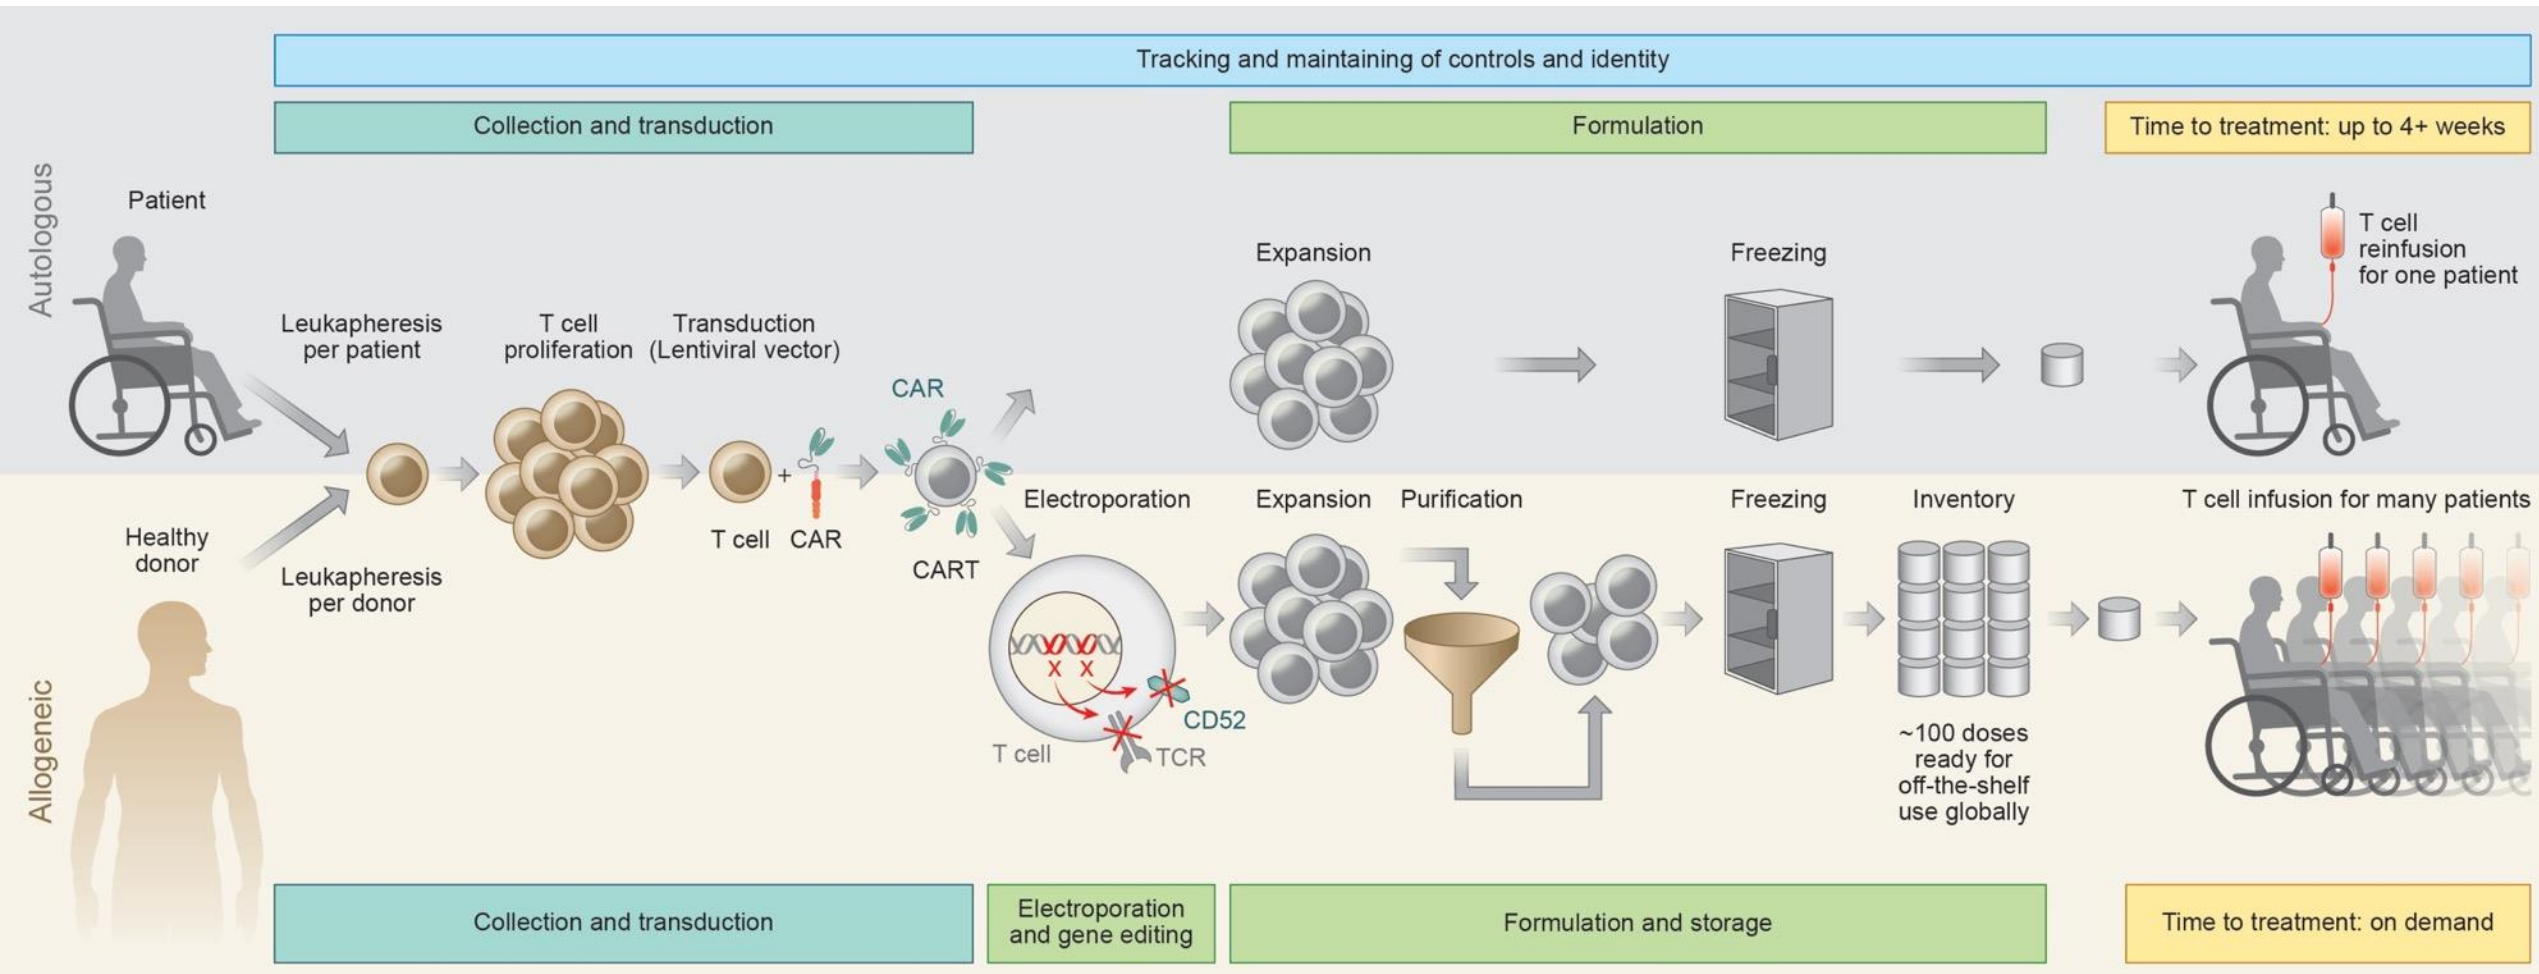 Tracking and maintaining of controls and identity
Collection and transduction
Formulation
Time to treatment: up to 4+ weeks
Autologous
Patient
Leukapheresis
per patient
T cell
proliferation
Transduction
(Lentiviral vector)
CAR
Expansion
Freezing
T cell
reinfusion
for one patient
Allogeneic
Healthy
donor
Leukapheresis
per donor
T cell
+
CAR
CART
Electroporation
X X
CD52
TCR
T cell
Expansion
Purification
Freezing
Inventory
~100 doses
ready for
off-the-shelf
use globally
T cell infusion for many patients
Collection and transduction
Electroporation
and gene editing
Formulation and storage
Time to treatment: on demand